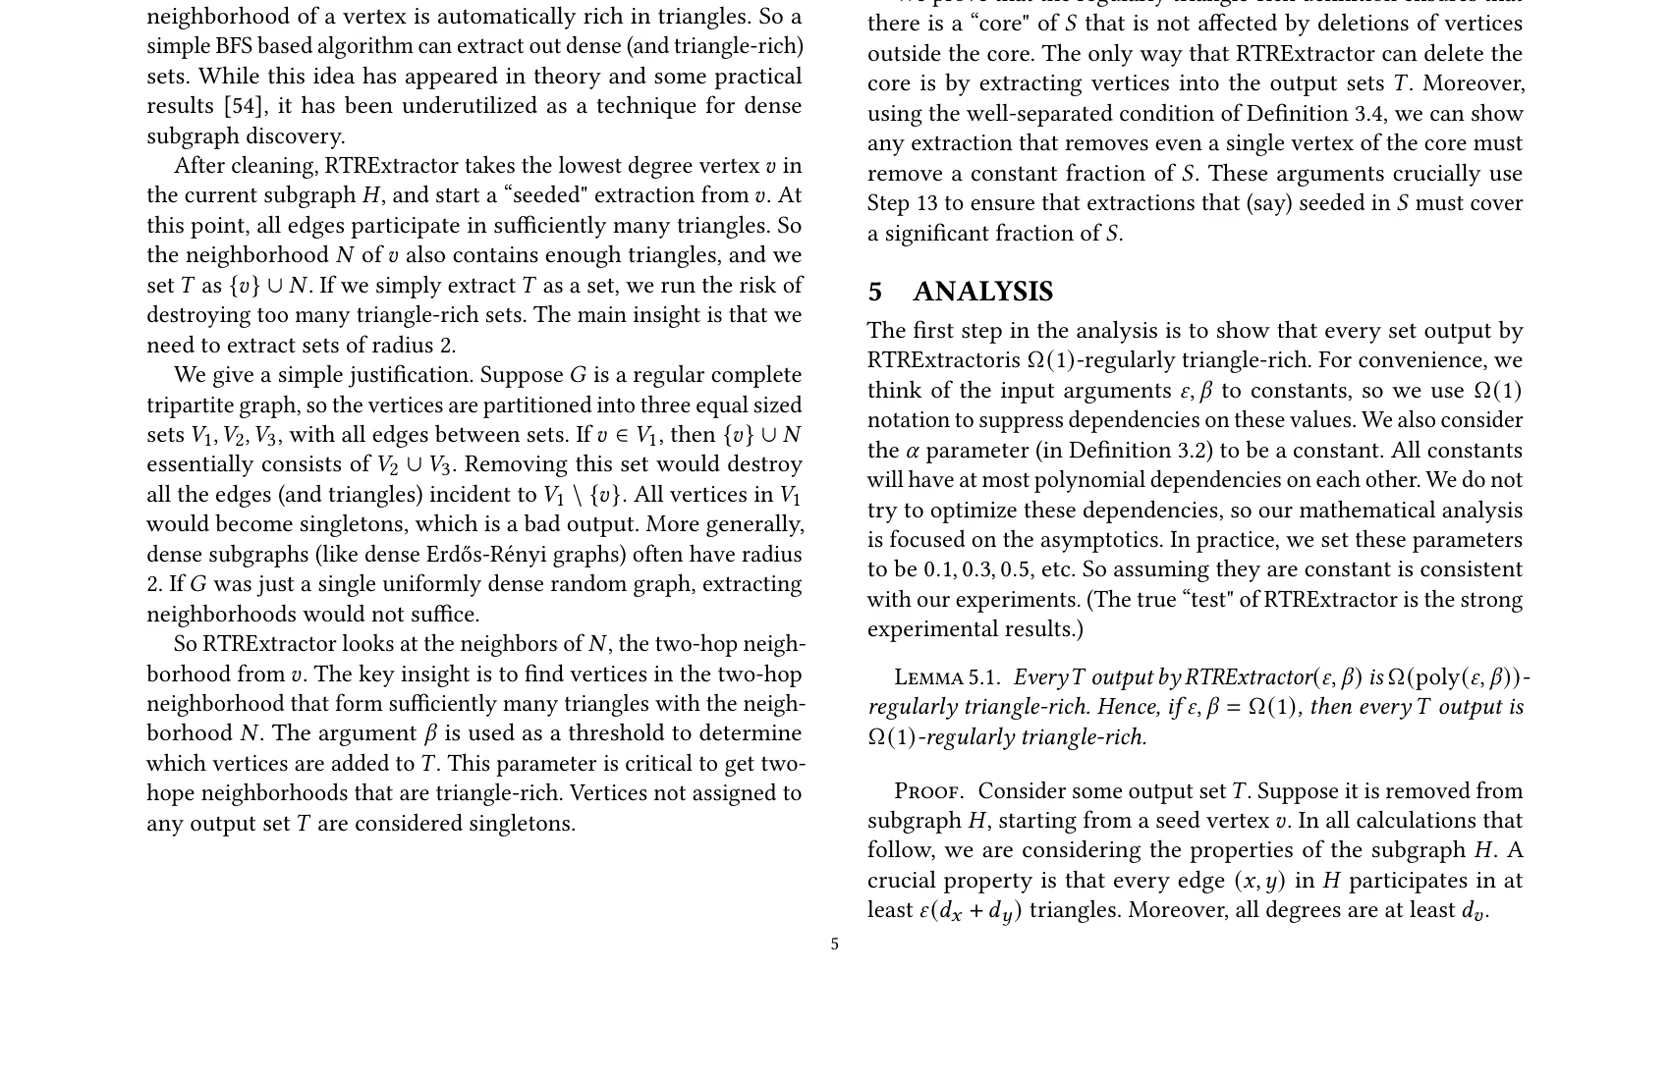 neighborhood of a vertex is automatically rich in triangles. So a
simple BFS based algorithm can extract out dense (and triangle-rich)
sets. While this idea has appeared in theory and some practical
results [54], it has been underutilized as a technique for dense
subgraph discovery.
After cleaning, RTRExtractor takes the lowest degree vertex v in
the current subgraph H, and start a “seeded" extraction from v. At
this point, all edges participate in sufficiently many triangles. So
the neighborhood N of v also contains enough triangles, and we
set T as {v} ∪ N. If we simply extract T as a set, we run the risk of
destroying too many triangle-rich sets. The main insight is that we
need to extract sets of radius 2.
We give a simple justification. Suppose G is a regular complete
tripartite graph, so the vertices are partitioned into three equal sized
sets V₁, V₂, V₃, with all edges between sets. If v ∈ V₁, then {v} ∪ N
essentially consists of V₂ ∪ V₃. Removing this set would destroy
all the edges (and triangles) incident to V₁ \ {v}. All vertices in V₁
would become singletons, which is a bad output. More generally,
dense subgraphs (like dense Erdős-Rényi graphs) often have radius
2. If G was just a single uniformly dense random graph, extracting
neighborhoods would not suffice.
So RTRExtractor looks at the neighbors of N, the two-hop neigh-
borhood from v. The key insight is to find vertices in the two-hop
neighborhood that form sufficiently many triangles with the neigh-
borhood N. The argument β is used as a threshold to determine
which vertices are added to T. This parameter is critical to get two-
hope neighborhoods that are triangle-rich. Vertices not assigned to
any output set T are considered singletons.
there is a “core" of S that is not affected by deletions of vertices
outside the core. The only way that RTRExtractor can delete the
core is by extracting vertices into the output sets T. Moreover,
using the well-separated condition of Definition 3.4, we can show
any extraction that removes even a single vertex of the core must
remove a constant fraction of S. These arguments crucially use
Step 13 to ensure that extractions that (say) seeded in S must cover
a significant fraction of S.
5 ANALYSIS
The first step in the analysis is to show that every set output by
RTRExtractoris Ω(1)-regularly triangle-rich. For convenience, we
think of the input arguments ε, β to constants, so we use Ω(1)
notation to suppress dependencies on these values. We also consider
the α parameter (in Definition 3.2) to be a constant. All constants
will have at most polynomial dependencies on each other. We do not
try to optimize these dependencies, so our mathematical analysis
is focused on the asymptotics. In practice, we set these parameters
to be 0.1, 0.3, 0.5, etc. So assuming they are constant is consistent
with our experiments. (The true “test" of RTRExtractor is the strong
experimental results.)
Lemma 5.1. Every T output by RTRExtractor(ε, β) is Ω(poly(ε, β))-
regularly triangle-rich. Hence, if ε, β = Ω(1), then every T output is
Ω(1)-regularly triangle-rich.
Proof. Consider some output set T. Suppose it is removed from
subgraph H, starting from a seed vertex v. In all calculations that
follow, we are considering the properties of the subgraph H. A
crucial property is that every edge (x, y) in H participates in at
least ε(dₓ + d_y) triangles. Moreover, all degrees are at least dᵥ.
5